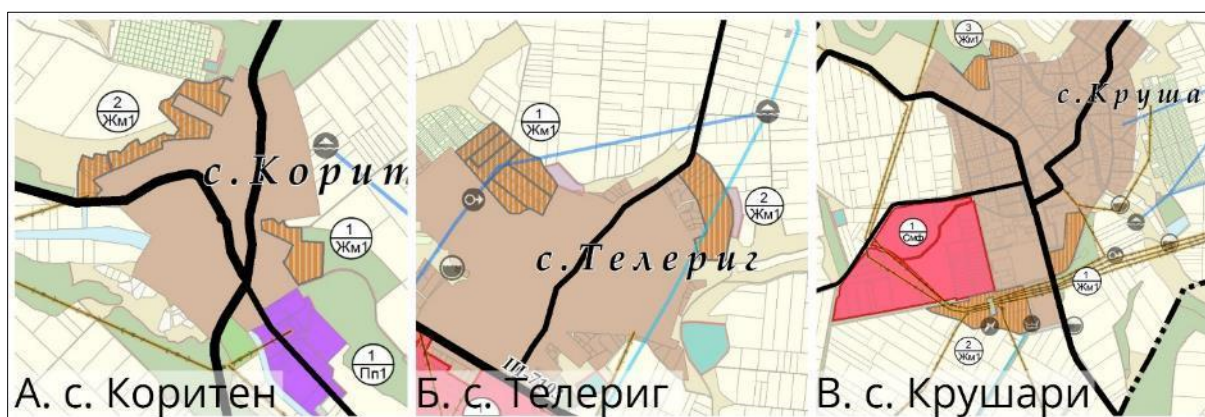 2
Жм1
с. Корит
1
Жм1
1
Пп1
А. с. Коритен
1
Жм1
2
Жм1
с. Телериг
Б. с. Телериг
3
Жм1
с. Круша
1
Смф
1
Жм1
2
Жм1
В. с. Крушари